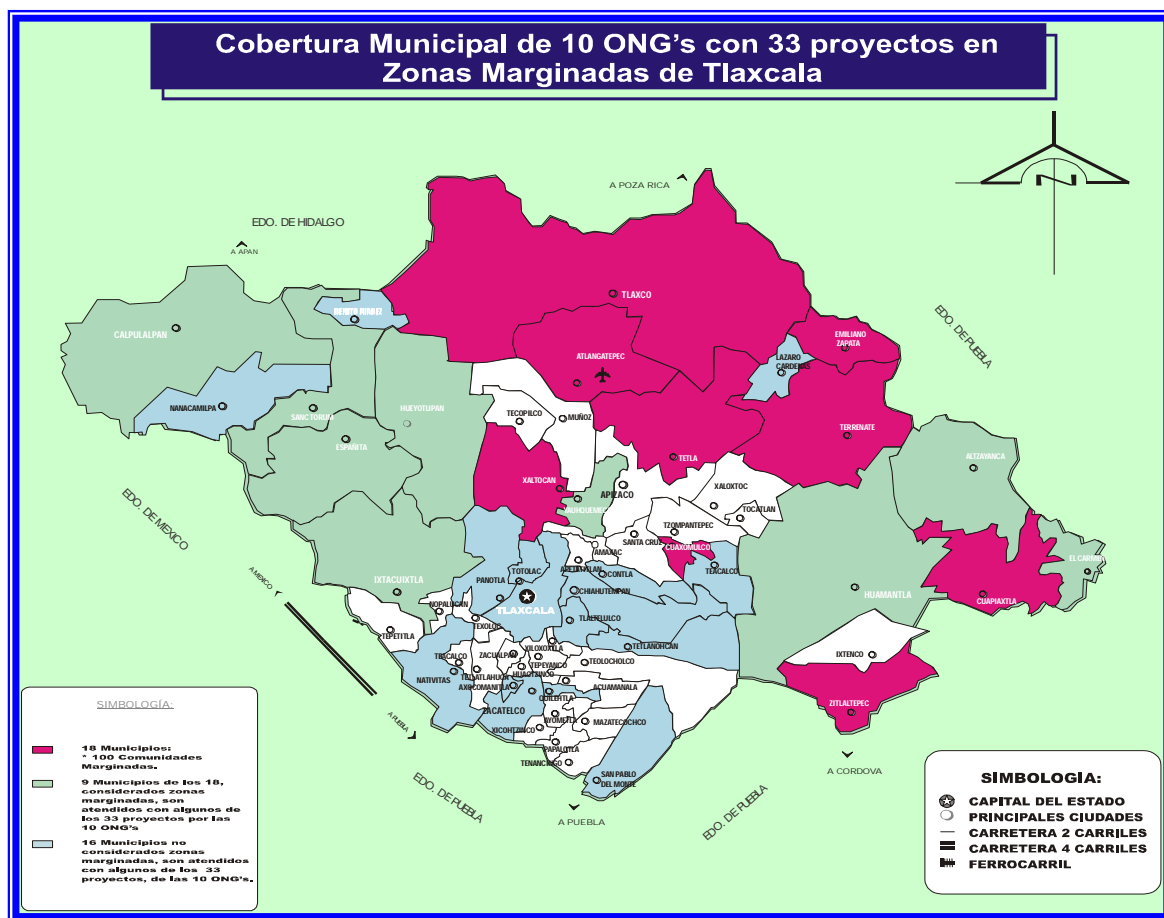 Cobertura Municipal de 10 ONG's con 33 proyectos en
Zonas Marginadas de Tlaxcala
A POZA RICA
N
EDO. DE HIDALGO
A APAN
TLAXCO
CALPULALPAN
EMILIANO
ZAPATA
EDO. DE PUEBLA
ATLANGATEPEC
LAZARO
CARDENAS
NANACAMILPA
SANCTORUM
HUEYOTLIPAN
TECOPILCO
MUÑOZ
ESPAÑITA
TERRENATE
TETLA
ALTZAYANCA
XALTOCAN
APIZACO
XALOXTOC
TOCATLAN
TZOMPANTEPEC
SANTA CRUZ
CUAXOMULCO
EDO. DE MEXICO
AMAXAC
TEACALCO
EL CARMEN
IXTACUIXTLA
TOTOLAC
PANOTLA
CONTLA
CHIAHUTEMPAN
HUAMANTLA
CUAPIAXTLA
A MEXICO
NOPALUCAN
TLAXCALA
TEXOLOC
TLALTELULCO
TEPETITLA
TETLANOHCAN
IXTENCO
XILOXOXTLA
ZACUALPAN
TEPEYANCO
TEOLOCHOLCO
NATIVITAS
TETLATLAHUCA
HUACTZINCO
AXOCOMANITLA
ACUAMANALA
QUILEHTLA
ZACATELCO
ZITLALTEPEC
AYOMETLA
MAZATECOCHCO
XICOHTZINCO
A PUEBLA
PAPALOTLA
TENANCINGO
SAN PABLO
DEL MONTE
EDO. DE PUEBLA
A PUEBLA
EDO. DE PUEBLA
A CORDOVA
SIMBOLOGÍA:
18 Municipios:
* 100 Comunidades
Marginadas.
9 Municipios de los 18,
considerados zonas
marginadas, son
atendidos con algunos de
los 33 proyectos por las
10 ONG's
16 Municipios no
considerados zonas
marginadas, son atendidos
con algunos de los 33
proyectos, de las 10 ONG's.
SIMBOLOGIA:
CAPITAL DEL ESTADO
PRINCIPALES CIUDADES
CARRETERA 2 CARRILES
CARRETERA 4 CARRILES
FERROCARRIL